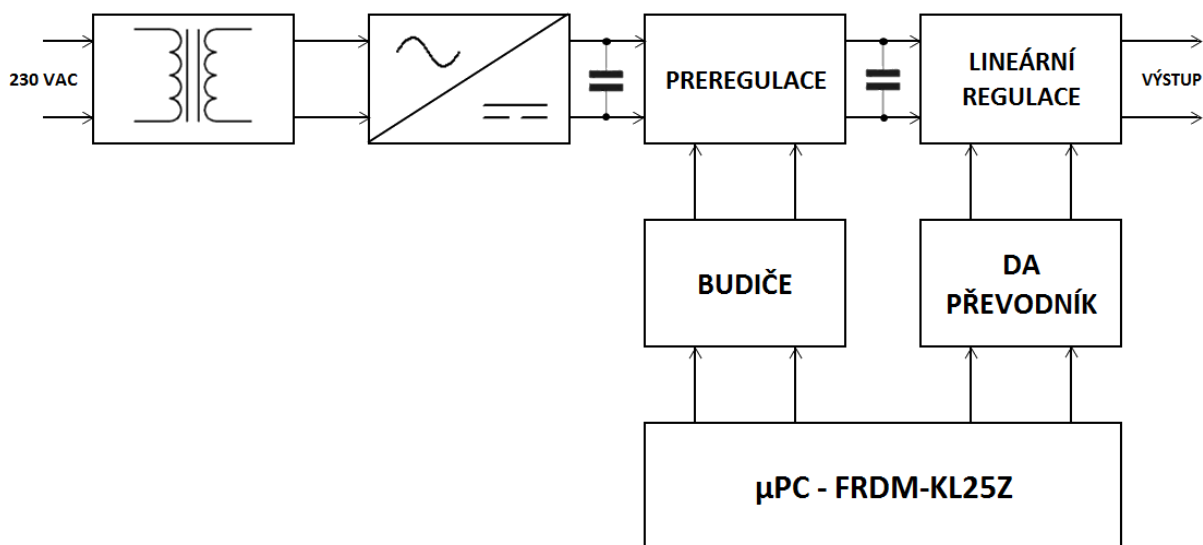 230 VAC
PREREGULACE
LINEÁRNÍ
REGULACE
VÝSTUP
BUDIČE
DA
PŘEVODNÍK
µPC - FRDM-KL25Z